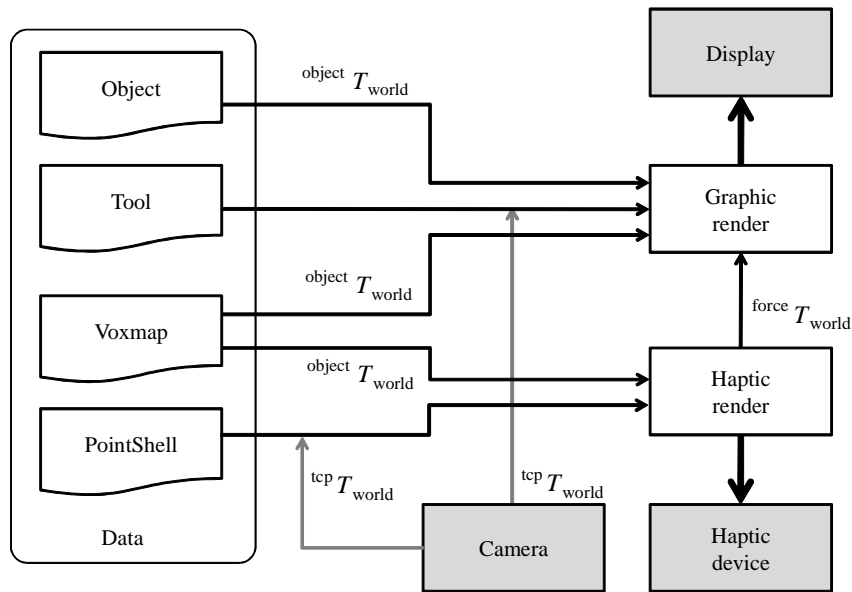 Object
Tool
Voxmap
PointShell
Data
object T world
object T world
object T world
tcp T world
tcp T world
Camera
Display
Graphic
render
force T world
Haptic
render
Haptic
device